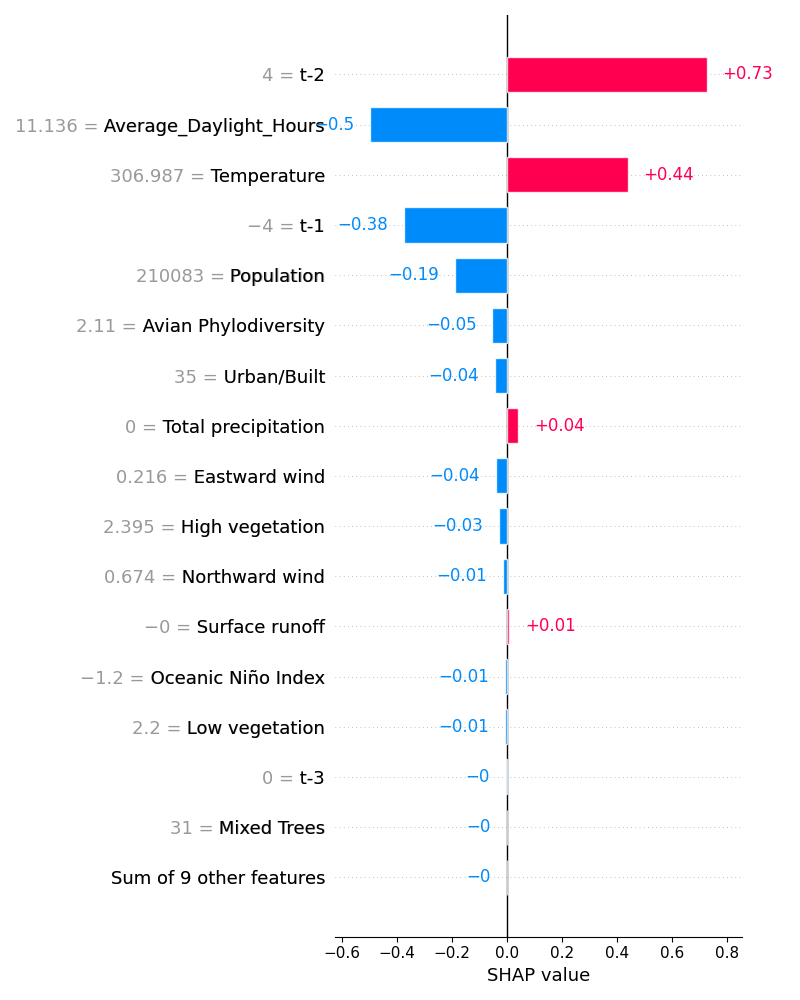 4 = t-2 +0.73
11.136 = Average_Daylight_Hours −0.5
306.987 = Temperature +0.44
−4 = t-1 −0.38
210083 = Population −0.19
2.11 = Avian Phylodiversity −0.05
35 = Urban/Built −0.04
0 = Total precipitation +0.04
0.216 = Eastward wind −0.04
2.395 = High vegetation −0.03
0.674 = Northward wind −0.01
−0 = Surface runoff +0.01
−1.2 = Oceanic Niño Index −0.01
2.2 = Low vegetation −0.01
0 = t-3 −0
31 = Mixed Trees −0
Sum of 9 other features −0
−0.6 −0.4 −0.2 0.0 0.2 0.4 0.6 0.8
SHAP value